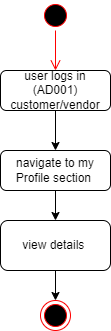 user logs in
(AD001)
customer/vendor
navigate to my
Profile section
view details